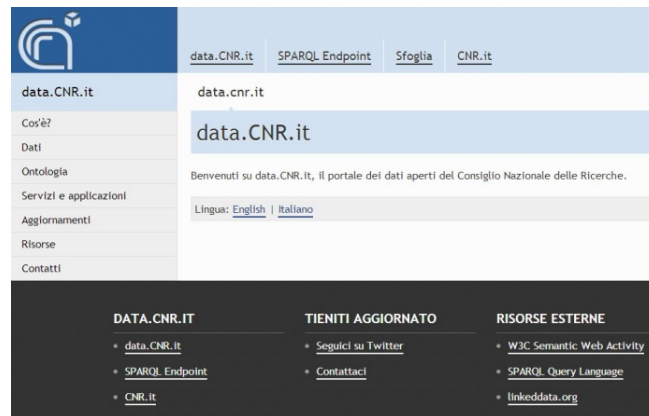 data.CNR.it SPARQL Endpoint Sfoglia CNR.it
data.CNR.it
Cos'è?
Dati
Ontologia
Servizi e applicazioni
Aggiornamenti
Risorse
Contatti
data.cnr.it
data.CNR.it
Benvenuti su data.CNR.it, il portale dei dati aperti del Consiglio Nazionale delle Ricerche.
Lingua: English | Italiano
DATA.CNR.IT
data.CNR.it
SPARQL Endpoint
CNR.it
TIENITI AGGIORNATO
Seguici su Twitter
Contattaci
RISORSE ESTERNE
W3C Semantic Web Activity
SPARQL Query Language
linkeddata.org